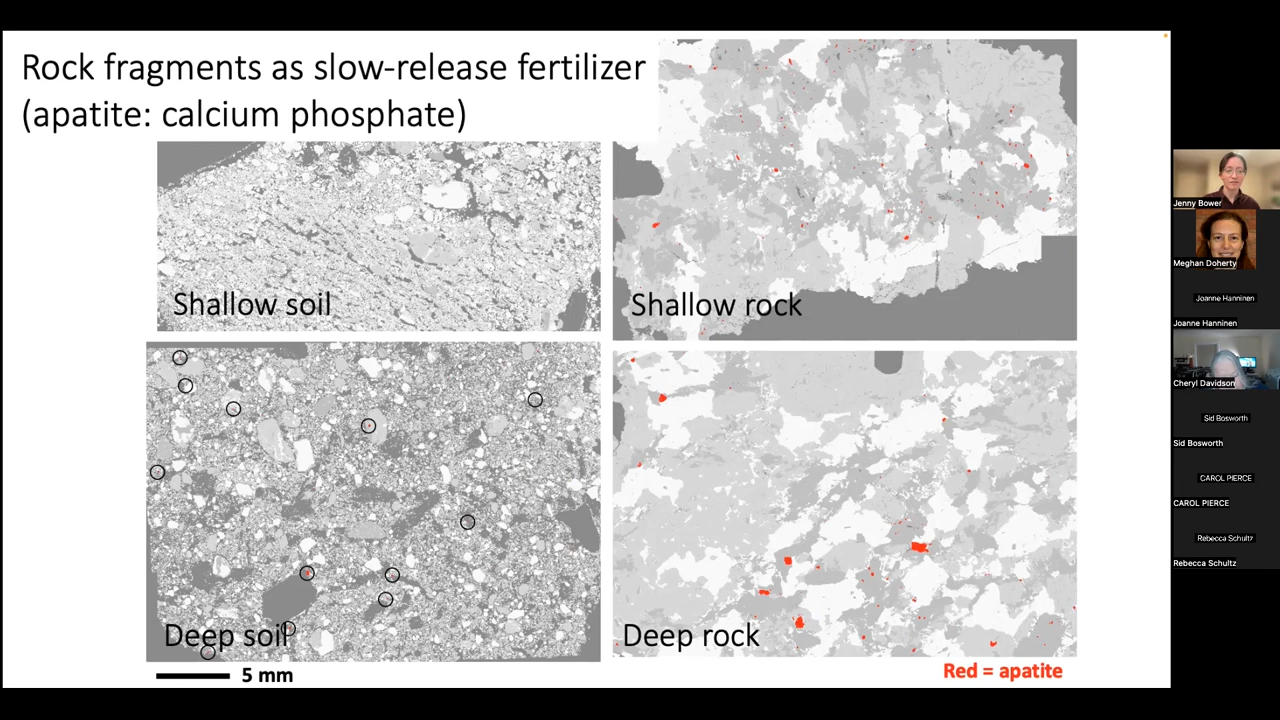 Rock fragments as slow-release fertilizer
(apatite: calcium phosphate)
Shallow soil
Shallow rock
Deep soil
Deep rock
5 mm
Red = apatite
Jenny Bower
Meghan Doherty
Joanne Hanninen
Joanne Hanninen
Cheryl Davidson
Sid Bosworth
Sid Bosworth
CAROL PIERCE
CAROL PIERCE
Rebecca Schultz
Rebecca Schultz